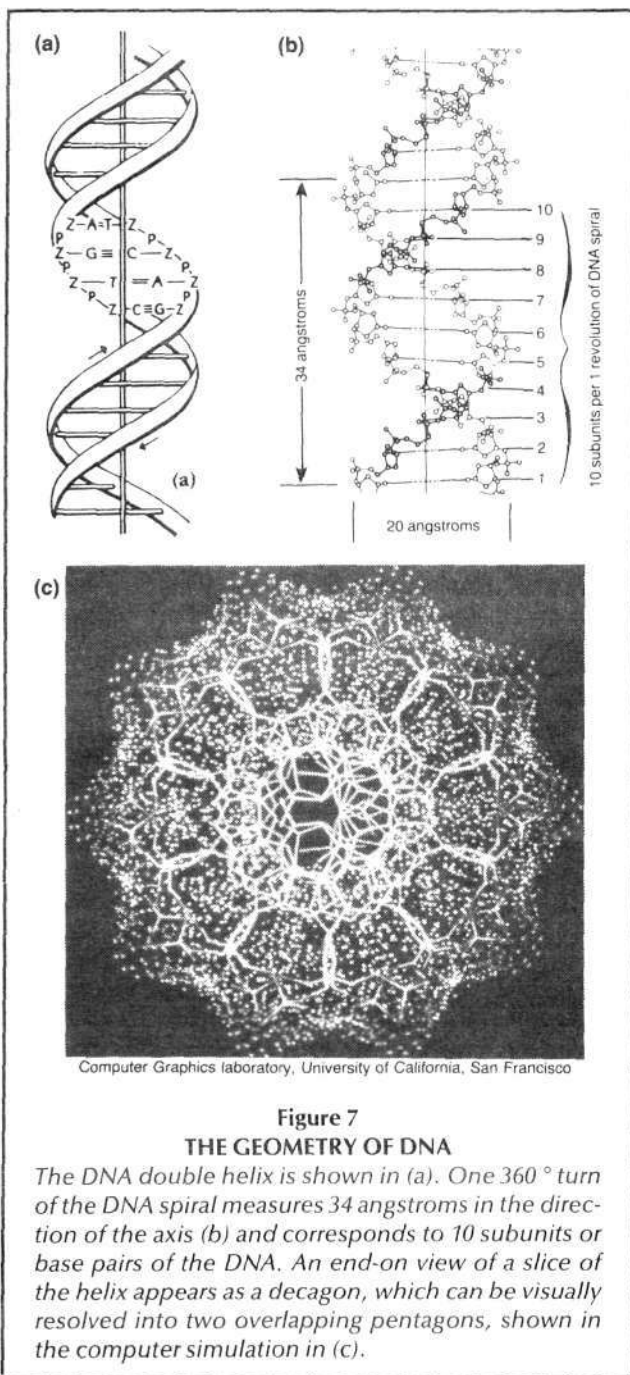 (a)
(b)
Z-A=T-Z
P P
Z-G≡C-Z
P P
Z-T=A-Z
P P
Z-C≡G-Z
(a)
34 angstroms
10
9
8
7
6
5
4
3
2
1
10 subunits per 1 revolution of DNA spiral
20 angstroms
(c)
Computer Graphics laboratory, University of California, San Francisco
Figure 7
THE GEOMETRY OF DNA
The DNA double helix is shown in (a). One 360° turn
of the DNA spiral measures 34 angstroms in the direc-
tion of the axis (b) and corresponds to 10 subunits or
base pairs of the DNA. An end-on view of a slice of
the helix appears as a decagon, which can be visually
resolved into two overlapping pentagons, shown in
the computer simulation in (c).